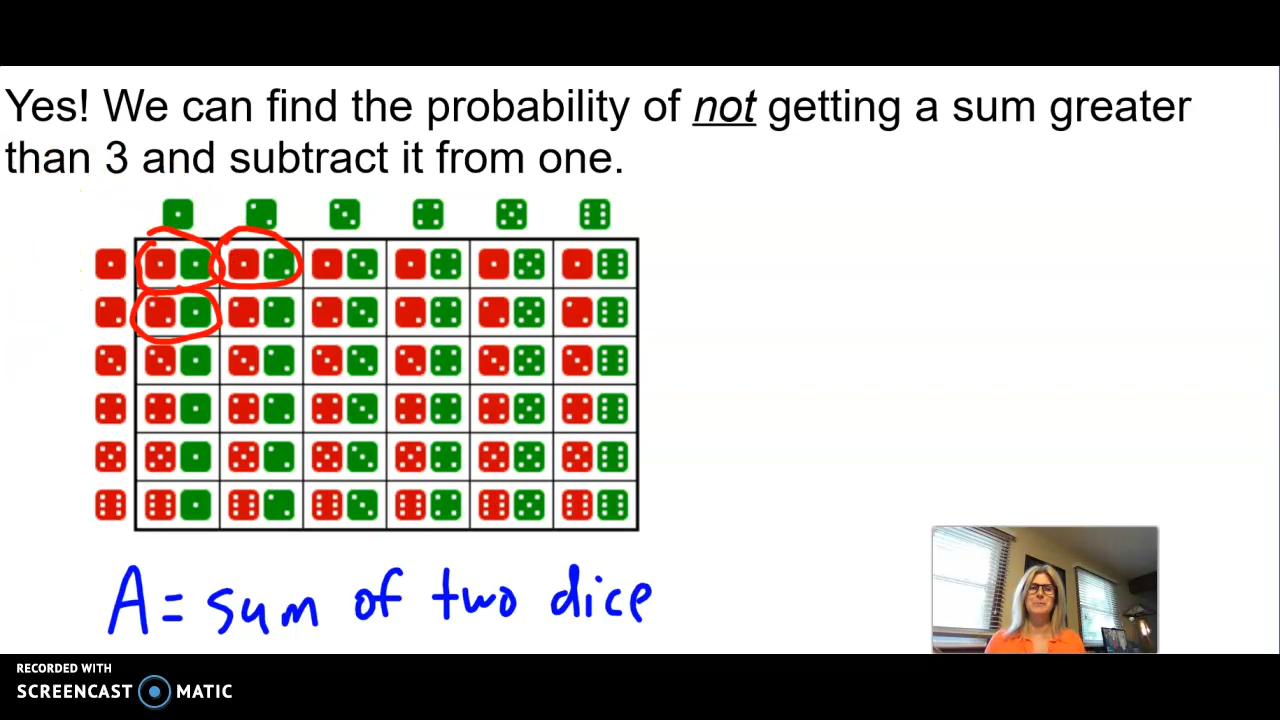 Yes! We can find the probability of not getting a sum greater
than 3 and subtract it from one.
A = sum of two dice
RECORDED WITH
SCREENCAST MATIC